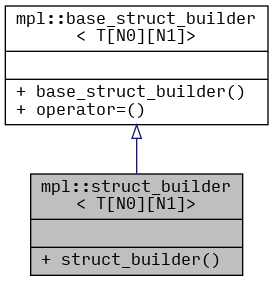 mpl::base_struct_builder
< T[N0][N1]>
+ base_struct_builder()
+ operator=()
mpl::struct_builder
< T[N0][N1]>
+ struct_builder()